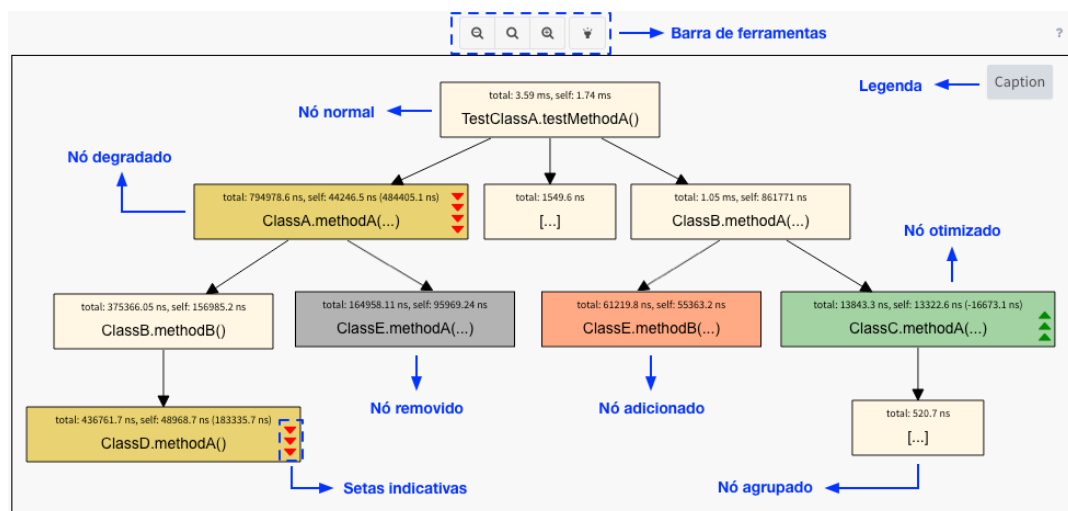 Barra de ferramentas
?
Caption
Legenda
total: 3.59 ms, self: 1.74 ms
TestClassA.testMethodA()
Nó normal
Nó degradado
total: 794978.6 ns, self: 44246.5 ns (484405.1 ns)
ClassA.methodA(...)
total: 1549.6 ns
[...]
total: 1.05 ms, self: 861771 ns
ClassB.methodA(...)
Nó otimizado
total: 375366.05 ns, self: 156985.2 ns
ClassB.methodB()
total: 164958.11 ns, self: 95969.24 ns
ClassE.methodA(...)
total: 61219.8 ns, self: 55363.2 ns
ClassE.methodB(...)
total: 13843.3 ns, self: 13322.6 ns (-16673.1 ns)
ClassC.methodA(...)
Nó removido
Nó adicionado
total: 436761.7 ns, self: 48968.7 ns (183335.7 ns)
ClassD.methodA()
total: 520.7 ns
[...]
Setas indicativas
Nó agrupado